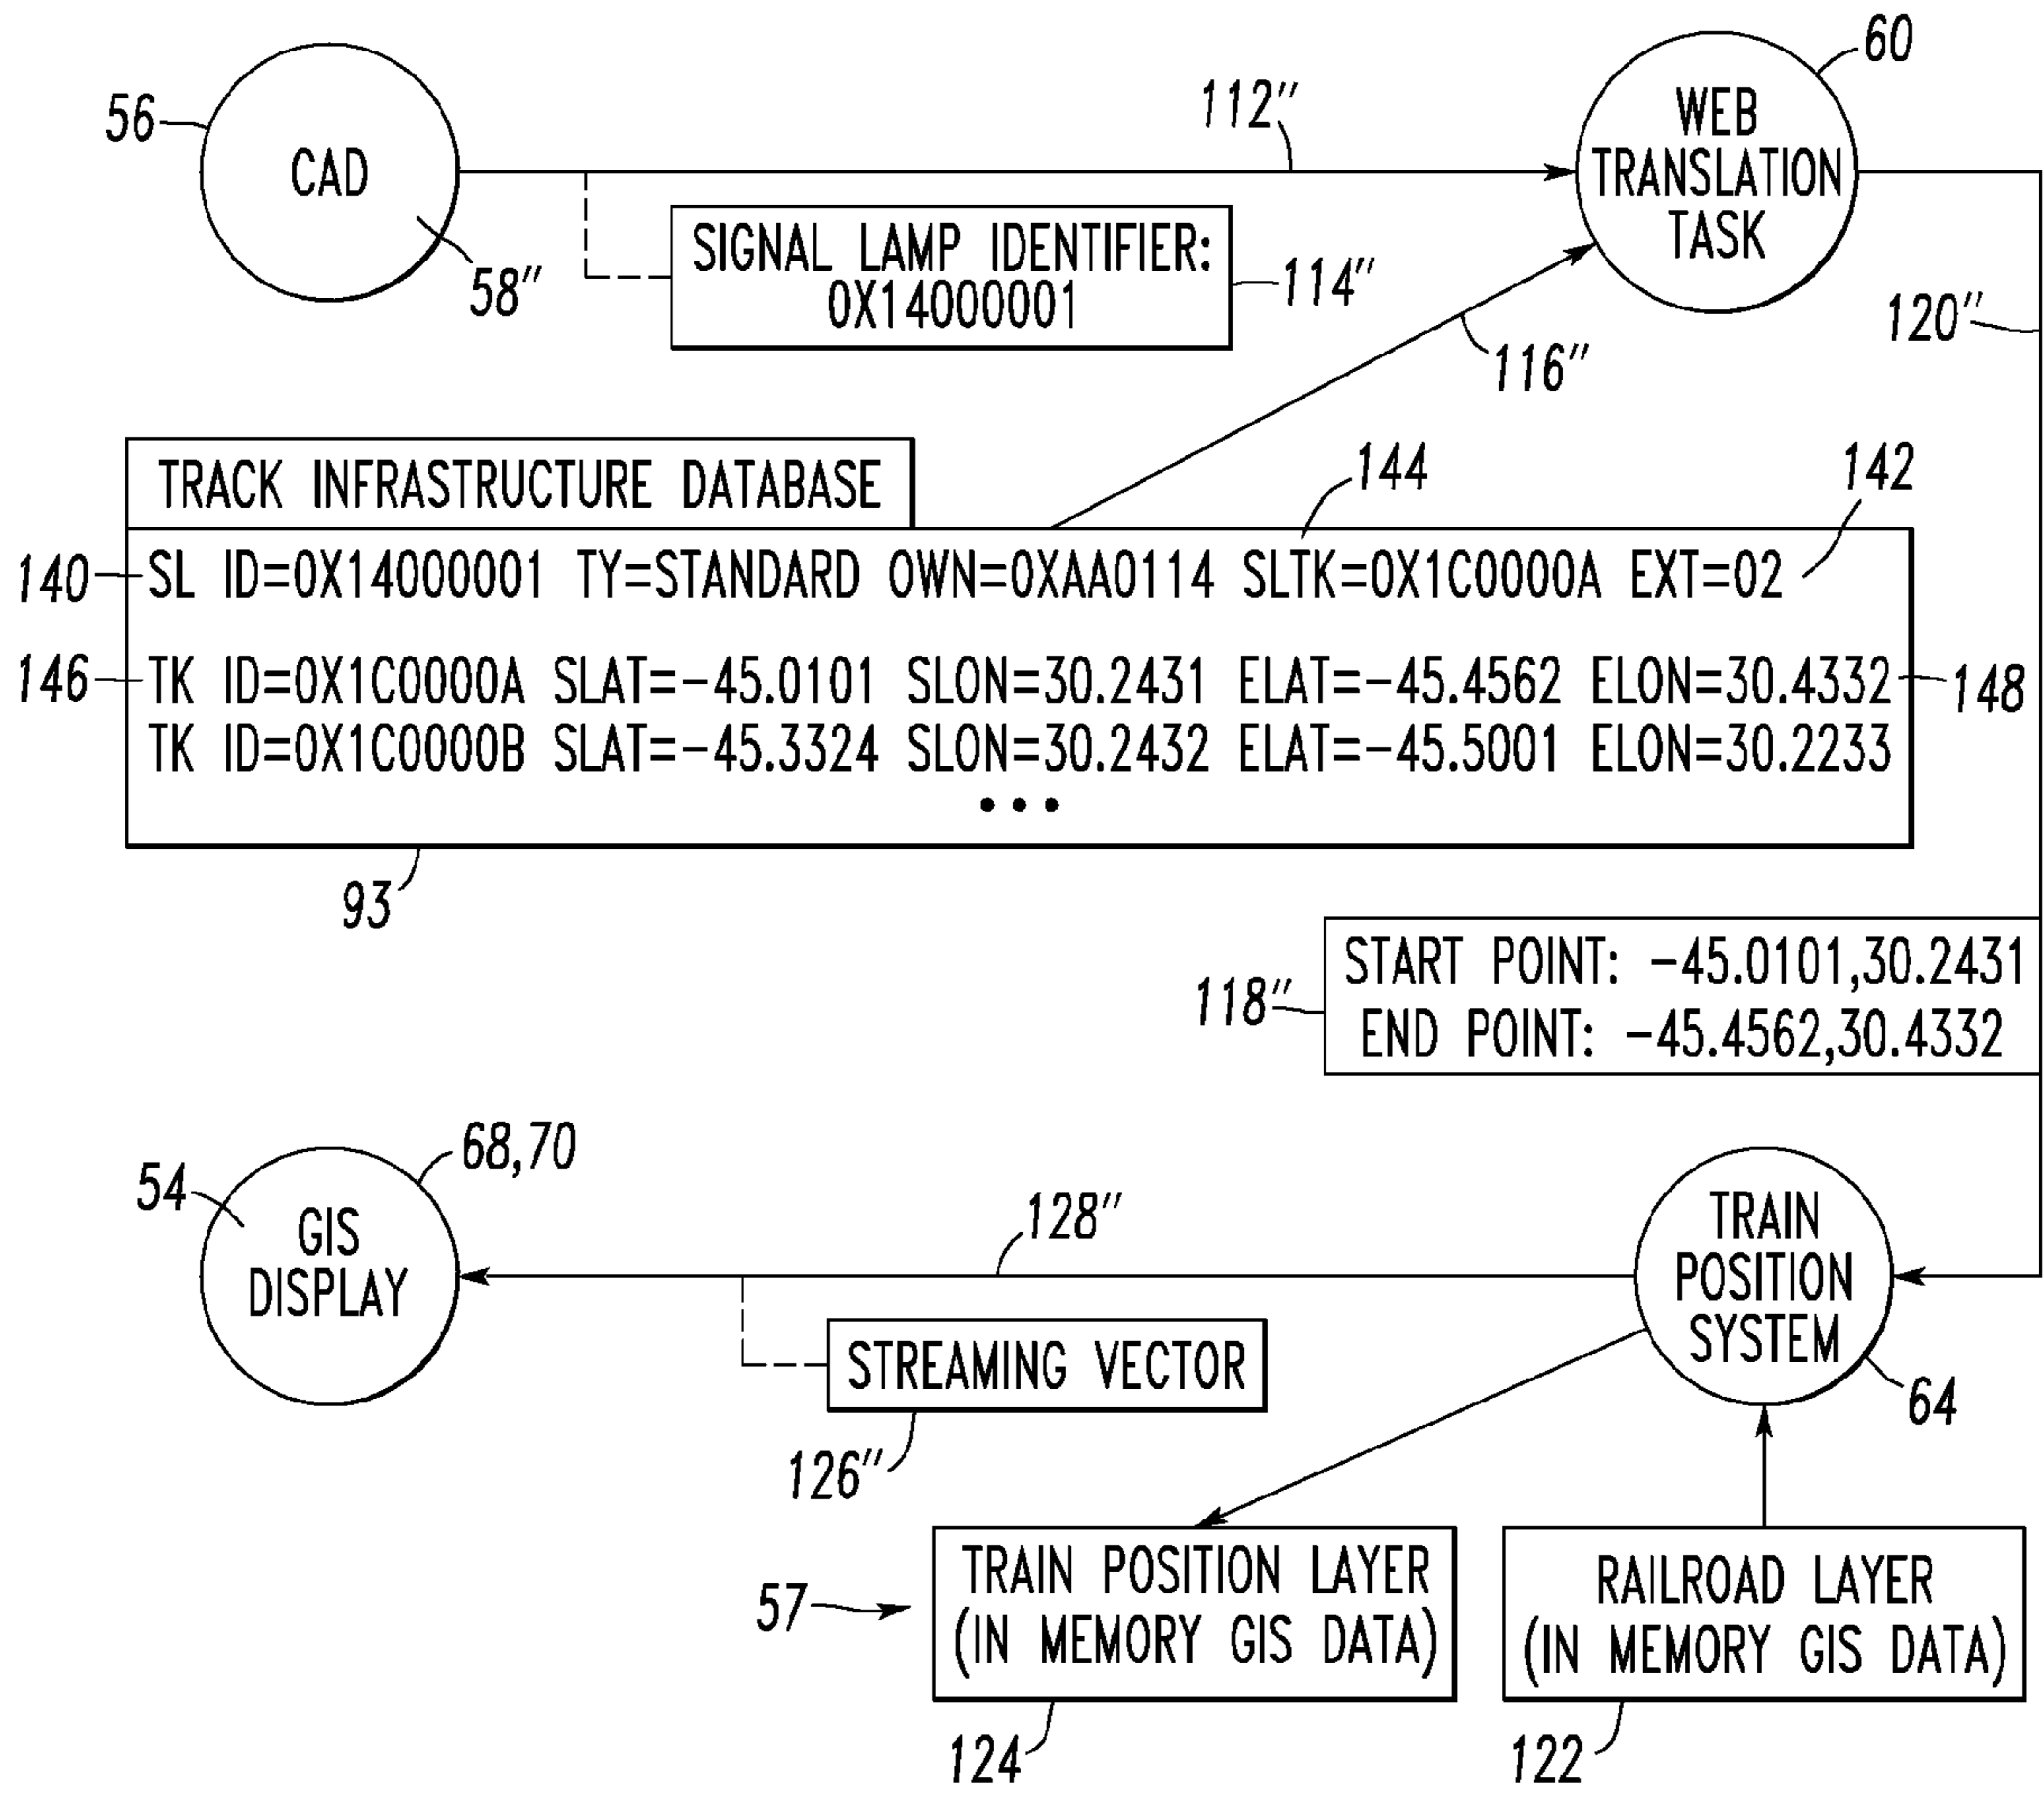 60
112"
56
CAD
WEB
TRANSLATION
TASK
58"
SIGNAL LAMP IDENTIFIER:
0X14000001
114"
120"
116"
TRACK INFRASTRUCTURE DATABASE
144
142
140
SL ID=0X14000001 TY=STANDARD OWN=0XAA0114 SLTK=0X1C0000A EXT=02
146
TK ID=0X1C0000A SLAT=-45.0101 SLON=30.2431 ELAT=-45.4562 ELON=30.4332
148
TK ID=0X1C0000B SLAT=-45.3324 SLON=30.2432 ELAT=-45.5001 ELON=30.2233
•••
93
START POINT: -45.0101,30.2431
END POINT: -45.4562,30.4332
118"
68,70
54
GIS
DISPLAY
128"
TRAIN
POSITION
SYSTEM
STREAMING VECTOR
64
126"
57
TRAIN POSITION LAYER
(IN MEMORY GIS DATA)
RAILROAD LAYER
(IN MEMORY GIS DATA)
124
122